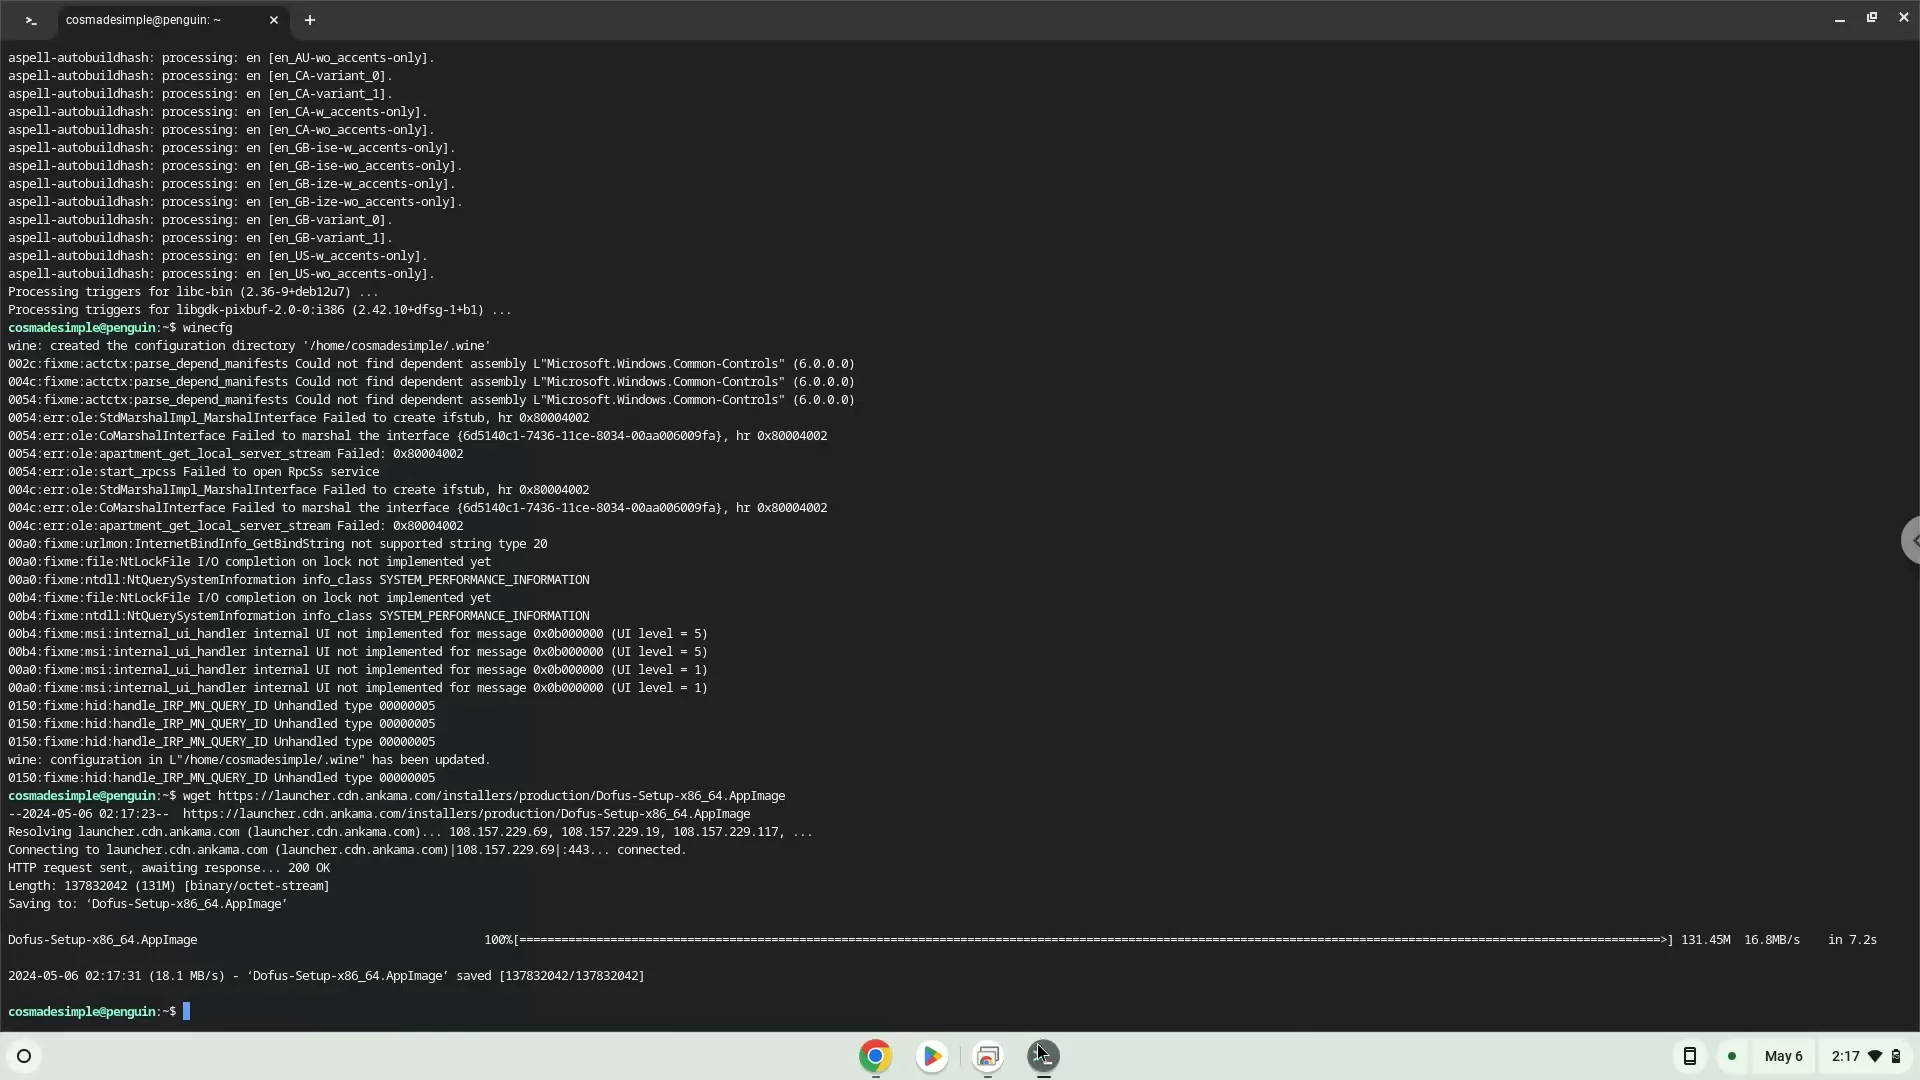 cosmadesimple@penguin: ~
aspell-autobuildhash: processing: en [en_AU-wo_accents-only].
aspell-autobuildhash: processing: en [en_CA-variant_0].
aspell-autobuildhash: processing: en [en_CA-variant_1].
aspell-autobuildhash: processing: en [en_CA-w_accents-only].
aspell-autobuildhash: processing: en [en_CA-wo_accents-only].
aspell-autobuildhash: processing: en [en_GB-ise-w_accents-only].
aspell-autobuildhash: processing: en [en_GB-ise-wo_accents-only].
aspell-autobuildhash: processing: en [en_GB-ize-w_accents-only].
aspell-autobuildhash: processing: en [en_GB-ize-wo_accents-only].
aspell-autobuildhash: processing: en [en_GB-variant_0].
aspell-autobuildhash: processing: en [en_GB-variant_1].
aspell-autobuildhash: processing: en [en_US-w_accents-only].
aspell-autobuildhash: processing: en [en_US-wo_accents-only].
Processing triggers for libc-bin (2.36-9+deb12u7) ...
Processing triggers for libgdk-pixbuf-2.0-0:i386 (2.42.10+dfsg-1+b1) ...
cosmadesimple@penguin:~$ winecfg
wine: created the configuration directory '/home/cosmadesimple/.wine'
002c:fixme:actctx:parse_depend_manifests Could not find dependent assembly L"Microsoft.Windows.Common-Controls" (6.0.0.0)
004c:fixme:actctx:parse_depend_manifests Could not find dependent assembly L"Microsoft.Windows.Common-Controls" (6.0.0.0)
0054:fixme:actctx:parse_depend_manifests Could not find dependent assembly L"Microsoft.Windows.Common-Controls" (6.0.0.0)
0054:err:ole:StdMarshalImpl_MarshalInterface Failed to create ifstub, hr 0x80004002
0054:err:ole:CoMarshalInterface Failed to marshal the interface {6d5140c1-7436-11ce-8034-00aa006009fa}, hr 0x80004002
0054:err:ole:apartment_get_local_server_stream Failed: 0x80004002
0054:err:ole:start_rpcss Failed to open RpcSs service
004c:err:ole:StdMarshalImpl_MarshalInterface Failed to create ifstub, hr 0x80004002
004c:err:ole:CoMarshalInterface Failed to marshal the interface {6d5140c1-7436-11ce-8034-00aa006009fa}, hr 0x80004002
004c:err:ole:apartment_get_local_server_stream Failed: 0x80004002
00a0:fixme:urlmon:InternetBindInfo_GetBindString not supported string type 20
00a0:fixme:file:NtLockFile I/O completion on lock not implemented yet
00a0:fixme:ntdll:NtQuerySystemInformation info_class SYSTEM_PERFORMANCE_INFORMATION
00b4:fixme:file:NtLockFile I/O completion on lock not implemented yet
00b4:fixme:ntdll:NtQuerySystemInformation info_class SYSTEM_PERFORMANCE_INFORMATION
00b4:fixme:msi:internal_ui_handler internal UI not implemented for message 0x0b000000 (UI level = 5)
00b4:fixme:msi:internal_ui_handler internal UI not implemented for message 0x0b000000 (UI level = 5)
00a0:fixme:msi:internal_ui_handler internal UI not implemented for message 0x0b000000 (UI level = 1)
00a0:fixme:msi:internal_ui_handler internal UI not implemented for message 0x0b000000 (UI level = 1)
0150:fixme:hid:handle_IRP_MN_QUERY_ID Unhandled type 00000005
0150:fixme:hid:handle_IRP_MN_QUERY_ID Unhandled type 00000005
0150:fixme:hid:handle_IRP_MN_QUERY_ID Unhandled type 00000005
wine: configuration in L"/home/cosmadesimple/.wine" has been updated.
0150:fixme:hid:handle_IRP_MN_QUERY_ID Unhandled type 00000005
cosmadesimple@penguin:~$ wget https://launcher.cdn.ankama.com/installers/production/Dofus-Setup-x86_64.AppImage
--2024-05-06 02:17:23--  https://launcher.cdn.ankama.com/installers/production/Dofus-Setup-x86_64.AppImage
Resolving launcher.cdn.ankama.com (launcher.cdn.ankama.com)... 108.157.229.69, 108.157.229.19, 108.157.229.117, ...
Connecting to launcher.cdn.ankama.com (launcher.cdn.ankama.com)|108.157.229.69|:443... connected.
HTTP request sent, awaiting response... 200 OK
Length: 137832042 (131M) [binary/octet-stream]
Saving to: ‘Dofus-Setup-x86_64.AppImage’
Dofus-Setup-x86_64.AppImage 100%[===================>] 131.45M 16.8MB/s in 7.2s
2024-05-06 02:17:31 (18.1 MB/s) - ‘Dofus-Setup-x86_64.AppImage’ saved [137832042/137832042]
cosmadesimple@penguin:~$
May 6 2:17